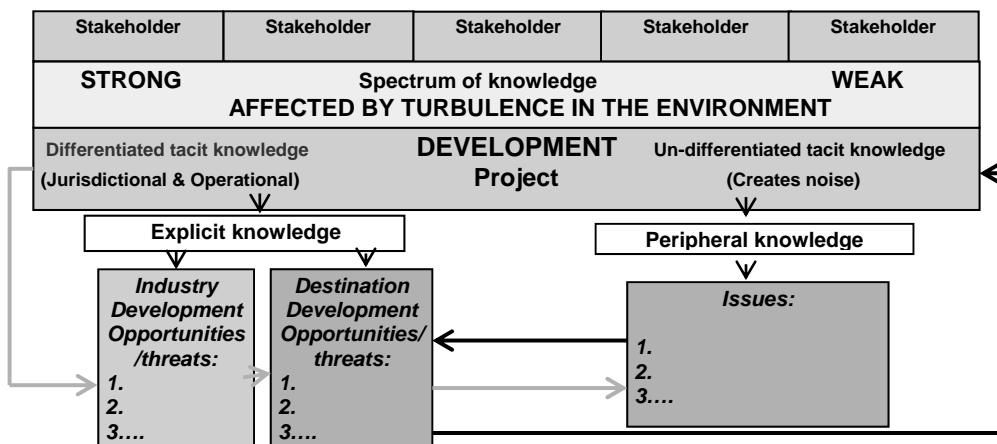 Stakeholder Stakeholder Stakeholder Stakeholder Stakeholder
STRONG Spectrum of knowledge WEAK
AFFECTED BY TURBULENCE IN THE ENVIRONMENT
Differentiated tacit knowledge DEVELOPMENT Un-differentiated tacit knowledge
(Jurisdictional & Operational) Project (Creates noise)
Explicit knowledge
Peripheral knowledge
Industry
Development
Opportunities
/threats:
1.
2.
3....
Destination
Development
Opportunities/
threats:
1.
2.
3....
Issues:
1.
2.
3....